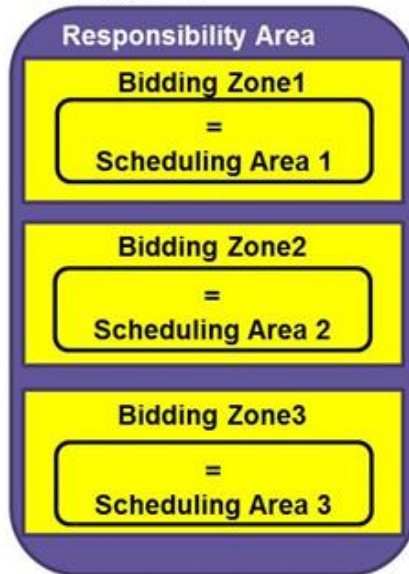 Responsibility Area
Bidding Zone1
=
Scheduling Area 1
Bidding Zone2
=
Scheduling Area 2
Bidding Zone3
=
Scheduling Area 3